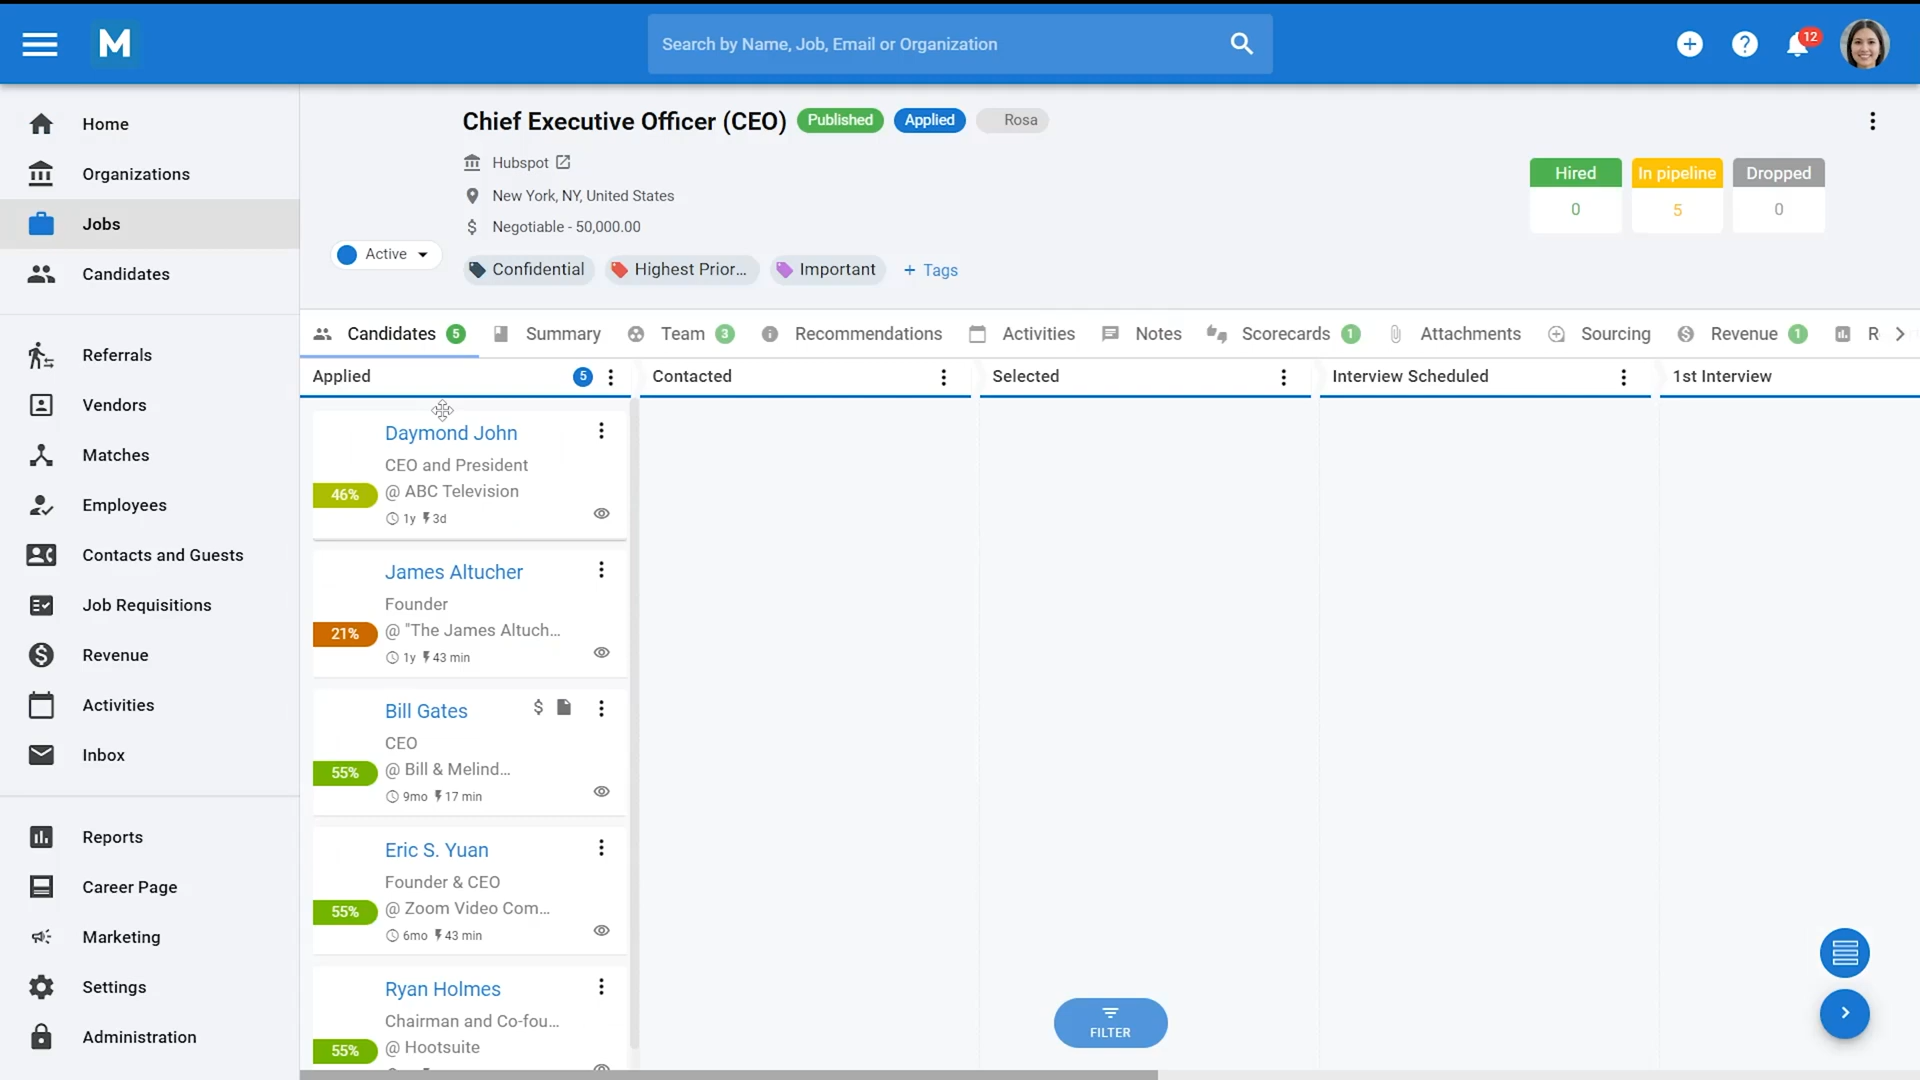 M
Search by Name, Job, Email or Organization
12
Home
Organizations
Jobs
Candidates
Referrals
Vendors
Matches
Employees
Contacts and Guests
Job Requisitions
Revenue
Activities
Inbox
Reports
Career Page
Marketing
Settings
Administration
Chief Executive Officer (CEO) Published Applied Rosa
Hubspot
New York, NY, United States
$ Negotiable - 50,000.00
Active
Confidential Highest Prior... Important + Tags
Hired In pipeline Dropped
0 5 0
Candidates 5 Summary Team 3 Recommendations Activities Notes Scorecards 1 Attachments Sourcing Revenue 1 R
Applied 5 Contacted Selected Interview Scheduled 1st Interview
Daymond John
CEO and President
46% @ ABC Television
1y 3d
James Altucher
Founder
21% @ "The James Altuch...
1y 43 min
Bill Gates $
CEO
55% @ Bill & Melind...
9mo 17 min
Eric S. Yuan
Founder & CEO
55% @ Zoom Video Com...
6mo 43 min
Ryan Holmes
Chairman and Co-fou...
55% @ Hootsuite
FILTER